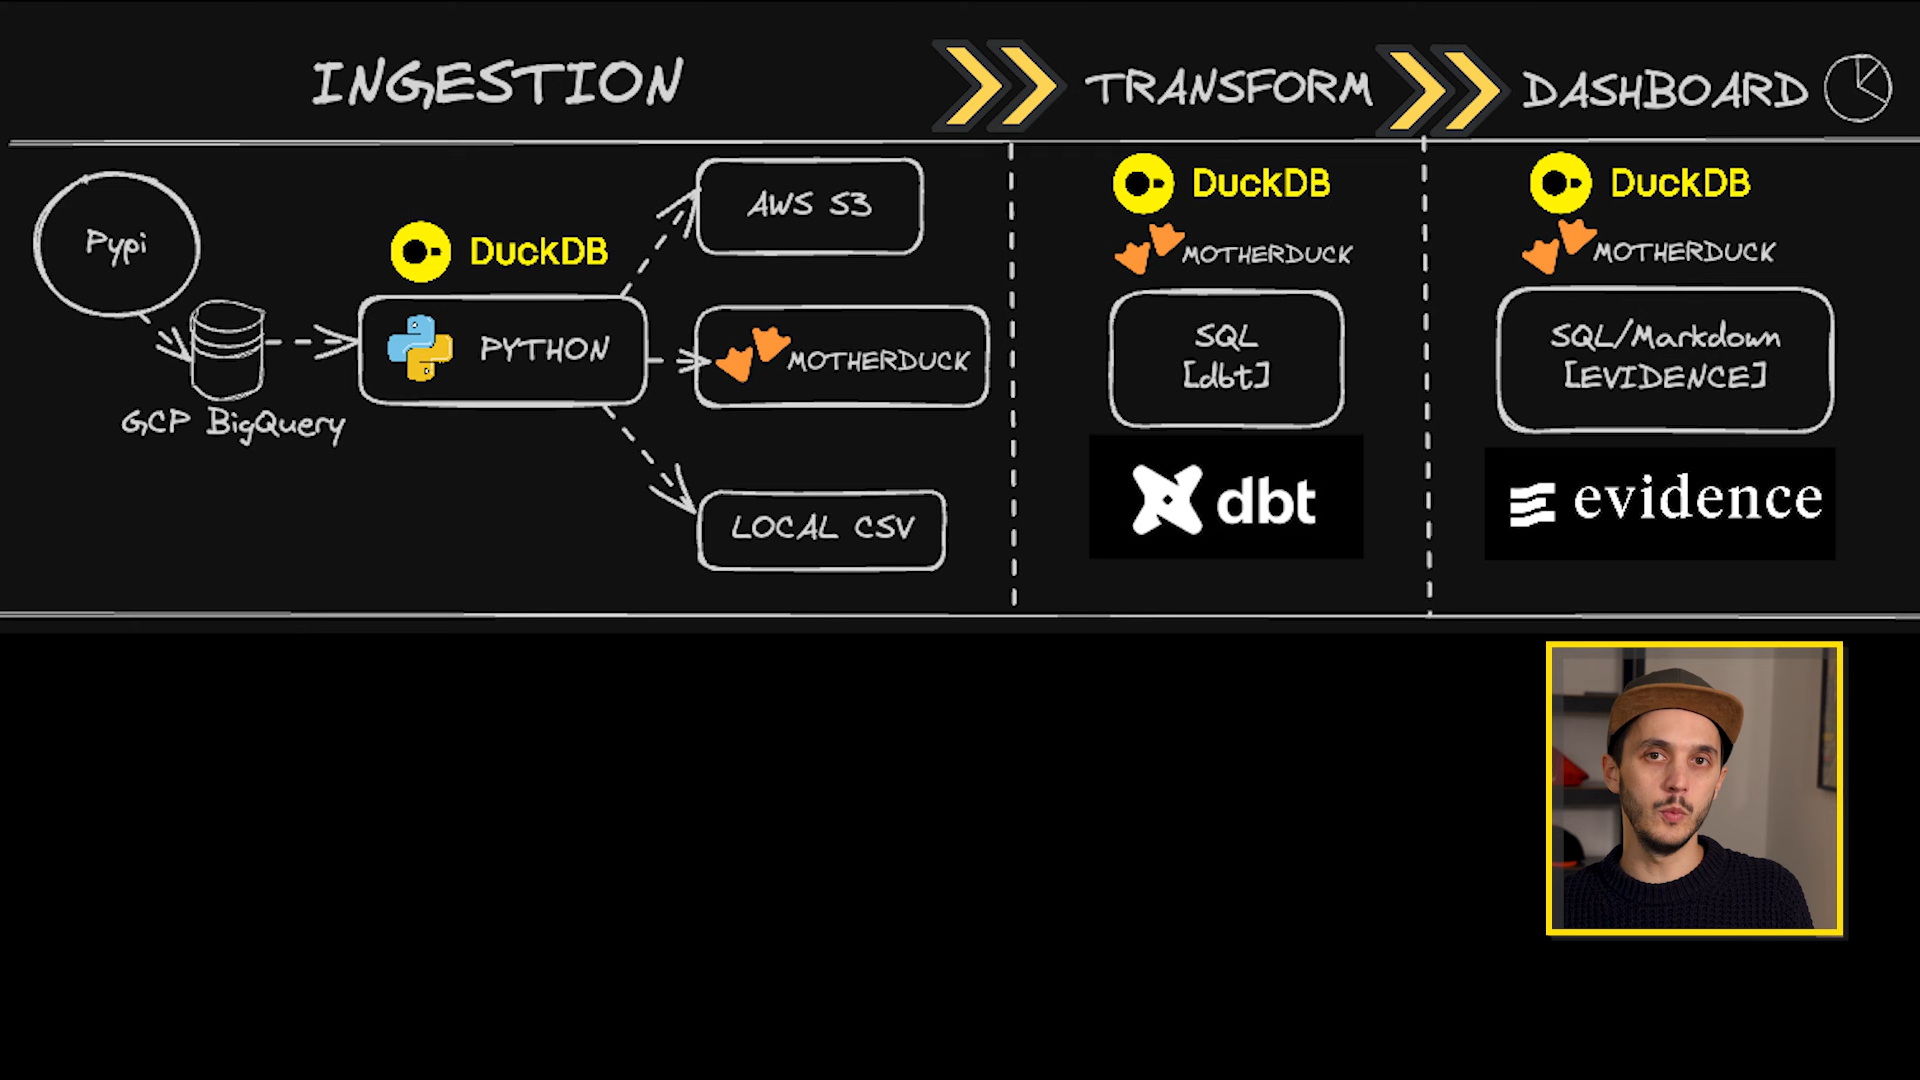 INGESTION
TRANSFORM
DASHBOARD
Pypi
GCP BigQuery
DuckDB
PYTHON
AWS S3
MOTHERDUCK
LOCAL CSV
DuckDB
MOTHERDUCK
SQL
[dbt]
dbt
DuckDB
MOTHERDUCK
SQL/Markdown
[EVIDENCE]
evidence